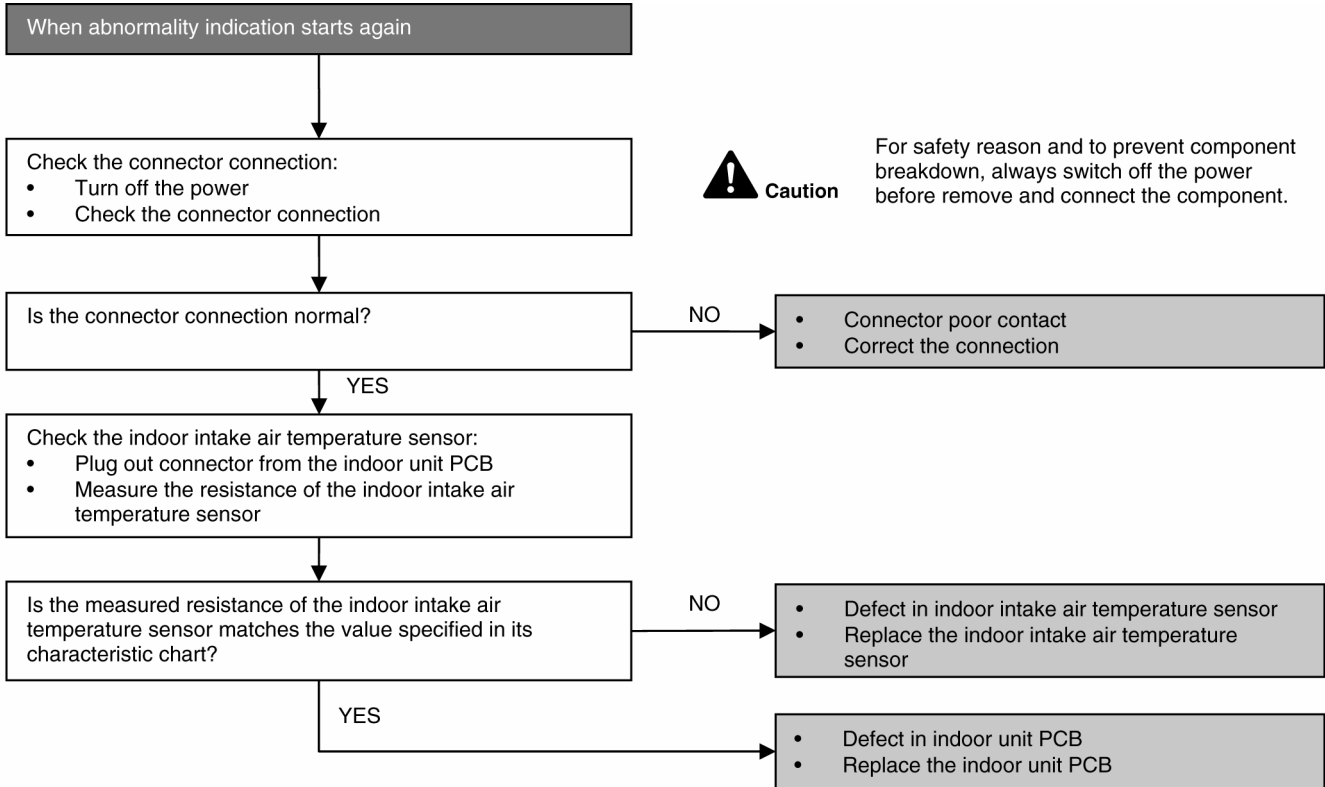 When abnormality indication starts again
Check the connector connection:
• Turn off the power
• Check the connector connection
Caution
For safety reason and to prevent component
breakdown, always switch off the power
before remove and connect the component.
Is the connector connection normal?
NO
• Connector poor contact
• Correct the connection
YES
Check the indoor intake air temperature sensor:
• Plug out connector from the indoor unit PCB
• Measure the resistance of the indoor intake air
temperature sensor
Is the measured resistance of the indoor intake air
temperature sensor matches the value specified in its
characteristic chart?
NO
• Defect in indoor intake air temperature sensor
• Replace the indoor intake air temperature
sensor
YES
• Defect in indoor unit PCB
• Replace the indoor unit PCB